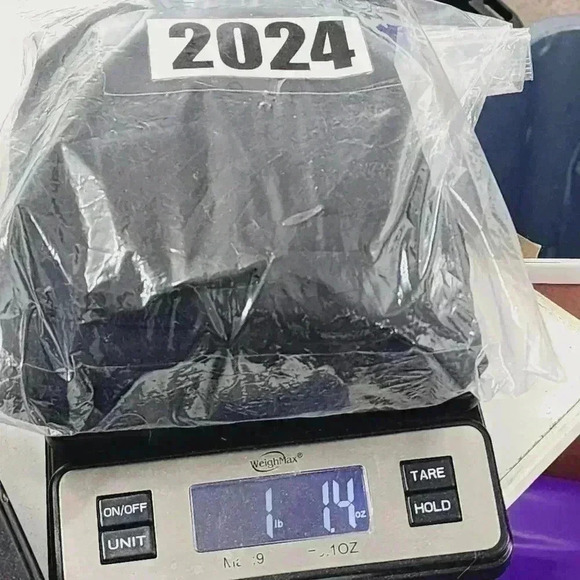 2024
WeighMax®
ON/OFF
UNIT
1 lb 1.4 oz
TARE
HOLD